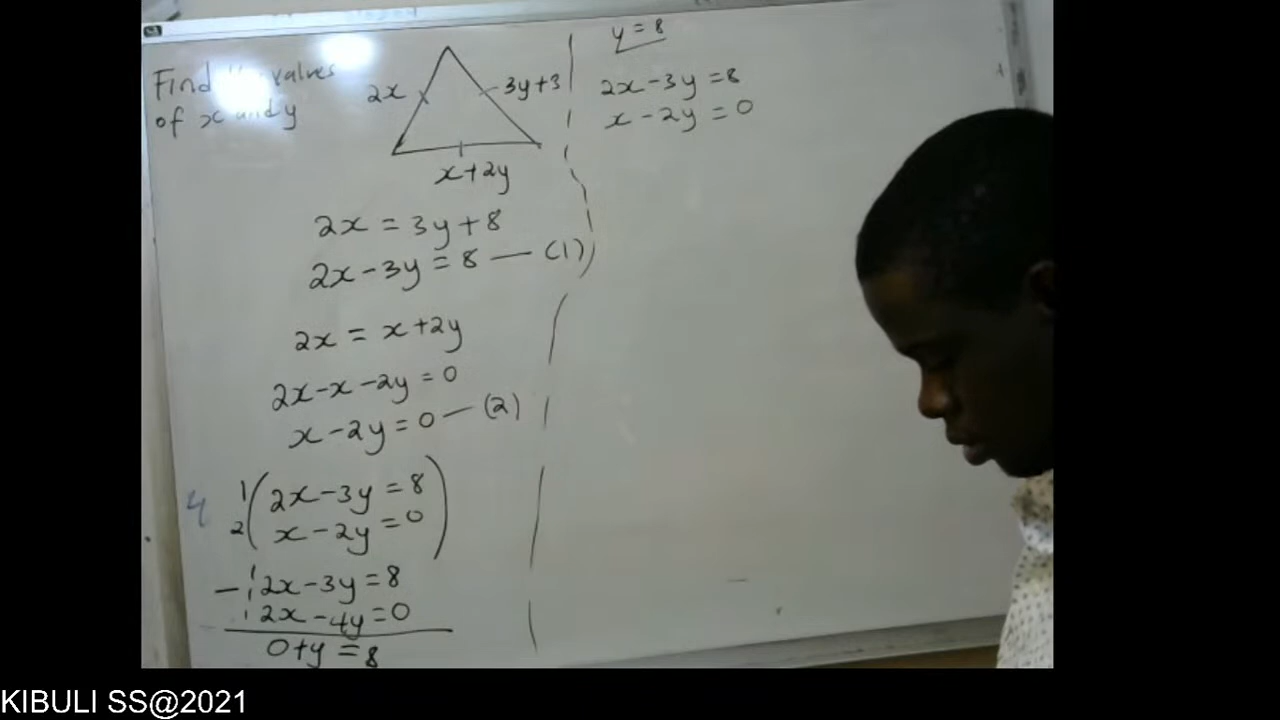 Find values
of x and y
2x
3y+3
x+2y
2x = 3y+8
2x-3y = 8 — (1)
2x = x+2y
2x-x-2y = 0
x-2y = 0 — (2)
1 (2x-3y = 8
2 x-2y = 0)
- 2x-3y = 8
2x-4y = 0
0+y = 8
y = 8
2x-3y = 8
x-2y = 0
KIBULI SS@2021